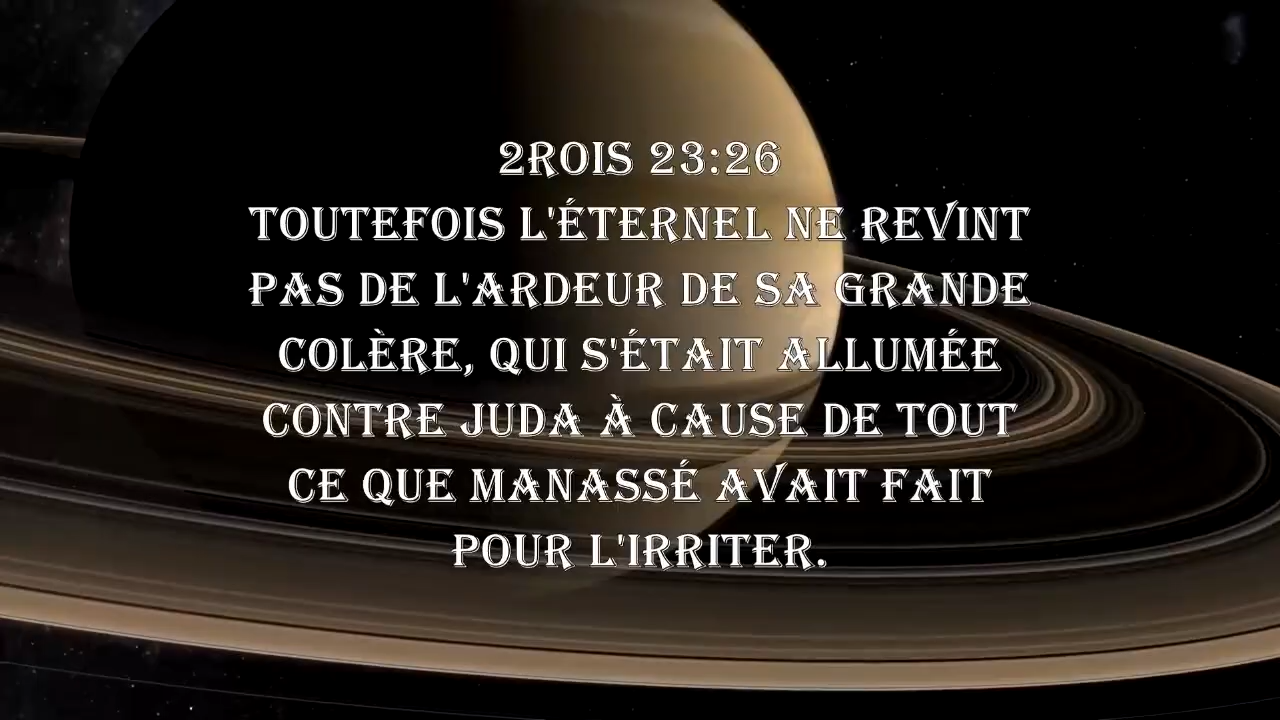 2ROIS 23:26
TOUTEFOIS L'ÉTERNEL NE REVINT
PAS DE L'ARDEUR DE SA GRANDE
COLÈRE, QUI S'ÉTAIT ALLUMÉE
CONTRE JUDA À CAUSE DE TOUT
CE QUE MANASSÉ AVAIT FAIT
POUR L'IRRITER.